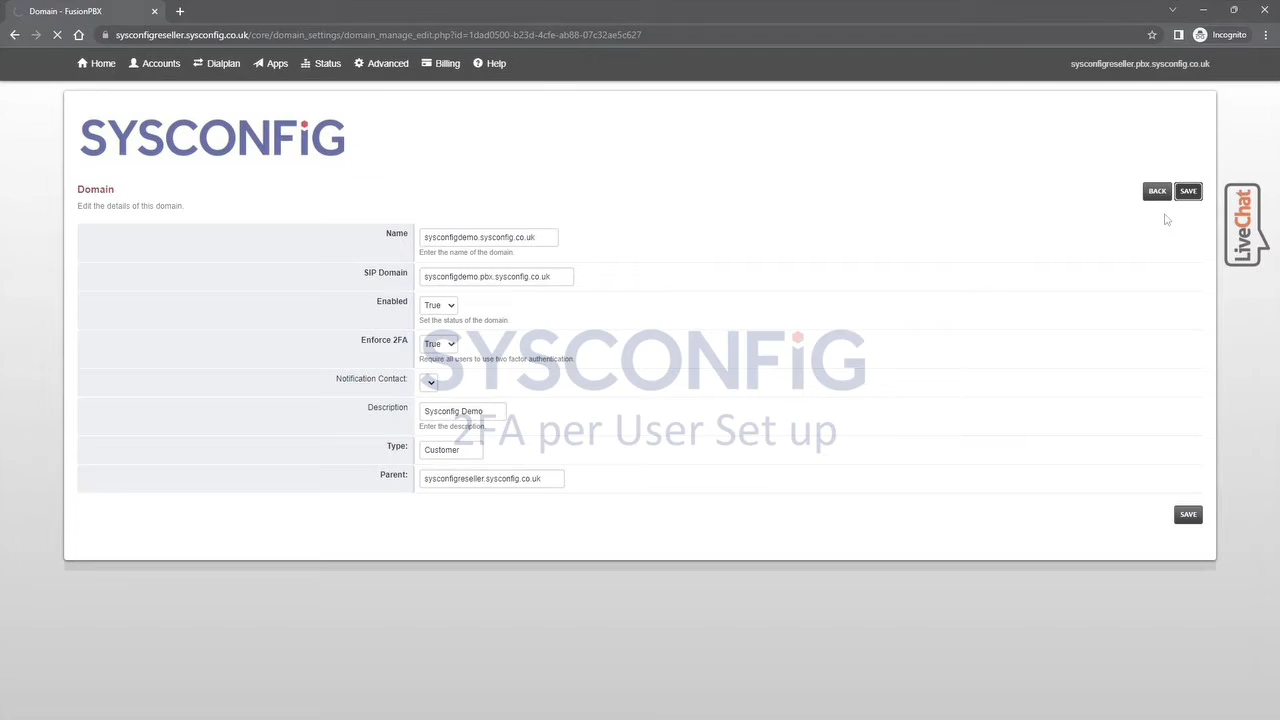 Domain - FusionPBX
sysconfigreseller.sysconfig.co.uk/core/domain_settings/domain_manage_edit.php?id=1dad0500-b23d-4cfe-ab88-07c32ae5c627
Incognito
Home Accounts Dialplan Apps Status Advanced Billing Help
sysconfigreseller.pbx.sysconfig.co.uk
SYSCONFiG
Domain
BACK SAVE
Edit the details of this domain.
Name sysconfigdemo.sysconfig.co.uk
Enter the name of the domain.
SIP Domain sysconfigdemo.pbx.sysconfig.co.uk
Enabled True
Set the status of the domain.
Enforce 2FA True
Require all users to use two factor authentication.
Notification Contact:
Description Sysconfig Demo
Enter the description.
Type: Customer
Parent: sysconfigreseller.sysconfig.co.uk
SAVE
LiveChat
SYSCONFiG
2FA per User Set up